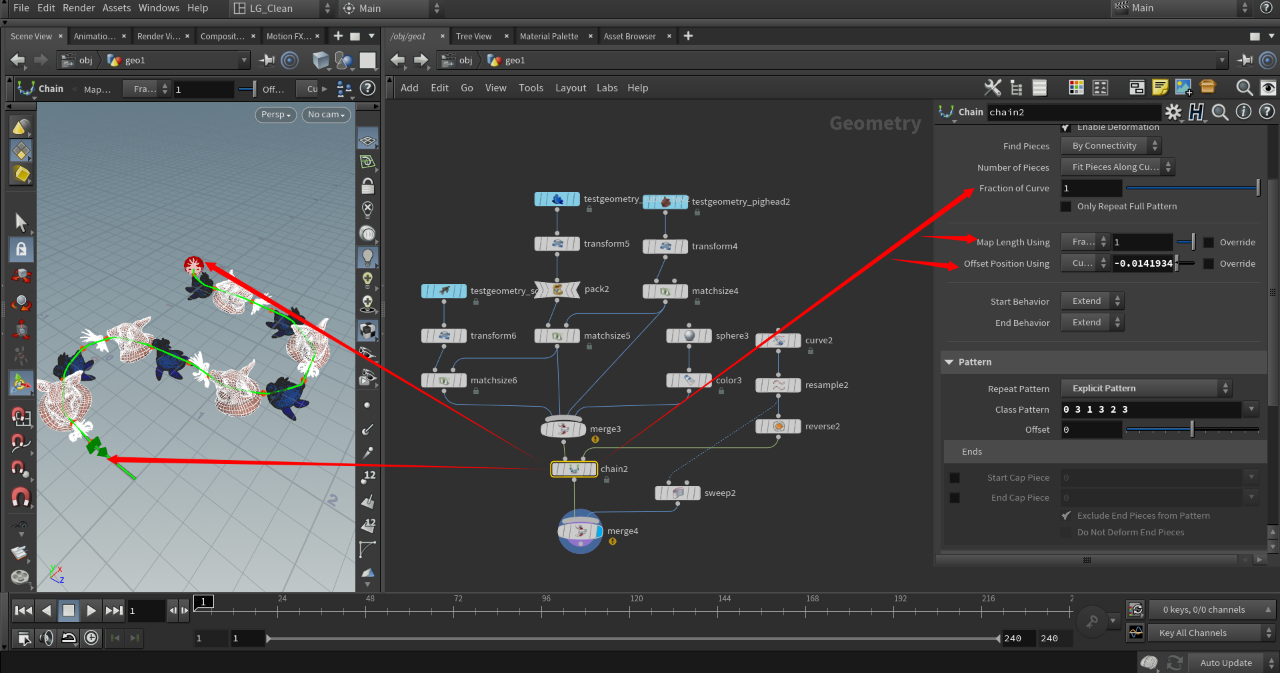 File Edit Render Assets Windows Help LG_Clean Main Main
Scene View Animatio... Render Vi... Composit... Motion FX... /obj/geo1 Tree View Material Palette Asset Browser
obj geo1 obj geo1
Chain Map... Fra... 1 Off... Cu
Add Edit Go View Tools Layout Labs Help
Persp No cam
Geometry
Chain chain2
Enable Deformation
Find Pieces By Connectivity
Number of Pieces Fit Pieces Along Cu...
Fraction of Curve 1
Only Repeat Full Pattern
Map Length Using Fra... 1 Override
Offset Position Using Cu... -0.0141934 Override
Start Behavior Extend
End Behavior Extend
Pattern
Repeat Pattern Explicit Pattern
Class Pattern 0 3 1 3 2 3
Offset 0
Ends
Start Cap Piece 0
End Cap Piece 0
Exclude End Pieces from Pattern
Do Not Deform End Pieces
testgeometry_ testgeometry_pighead2
transform5 transform4
testgeometry_sq pack2 matchsize4
transform6 matchsize5 sphere3 curve2
matchsize6 color3 resample2
merge3 reverse2
chain2
sweep2
merge4
12
12
1
2
Y X Z
1 1 24 48 72 96 120 144 168 192 216 2
0 keys, 0/0 channels
1 1 240 240 Key All Channels
Auto Update